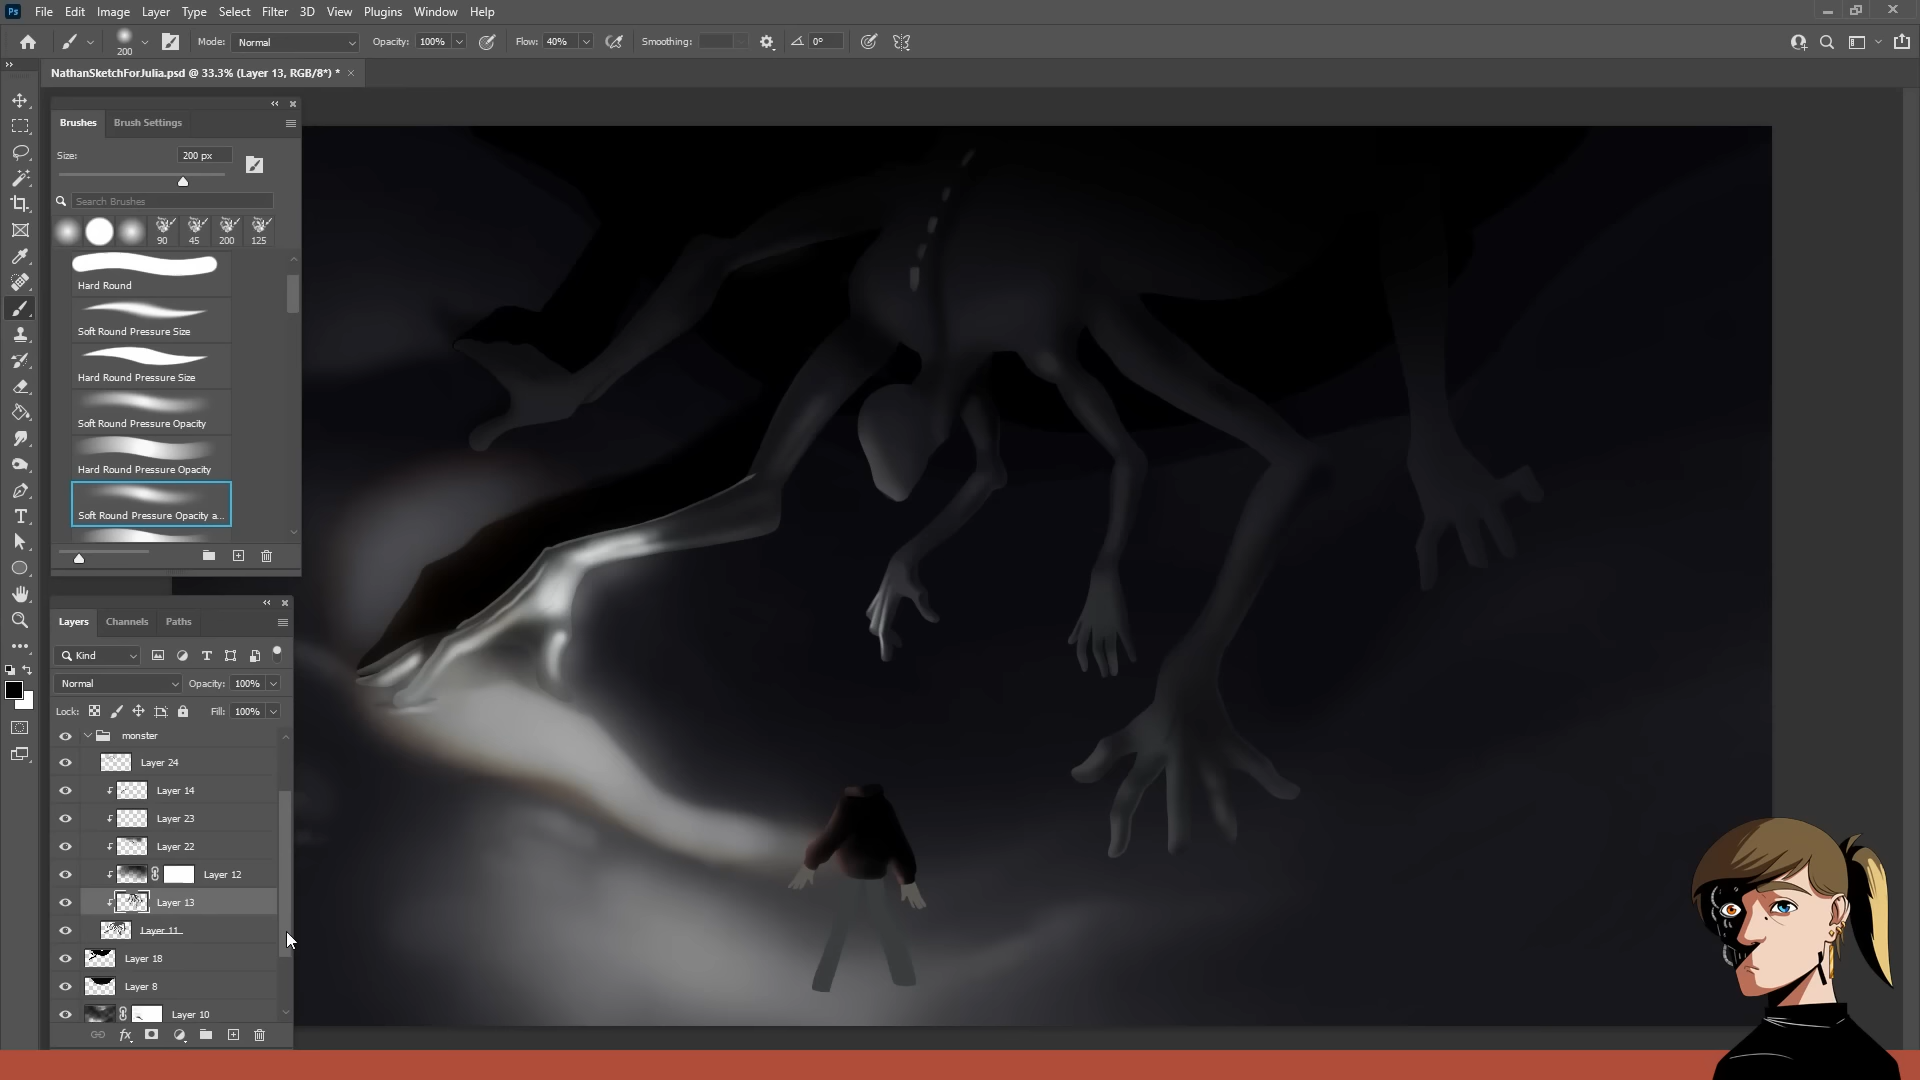 Ps File Edit Image Layer Type Select Filter 3D View Plugins Window Help
200 Mode: Normal Opacity: 100% Flow: 40% Smoothing: 0°
NathanSketchForJulia.psd @ 33.3% (Layer 13, RGB/8*) *
Brushes Brush Settings
Size: 200 px
Search Brushes
90 45 200 125
Hard Round
Soft Round Pressure Size
Hard Round Pressure Size
Soft Round Pressure Opacity
Hard Round Pressure Opacity
Soft Round Pressure Opacity a...
Layers Channels Paths
Kind
Normal Opacity: 100%
Lock: Fill: 100%
monster
Layer 24
Layer 14
Layer 23
Layer 22
Layer 12
Layer 13
Layer 11
Layer 18
Layer 8
Layer 10